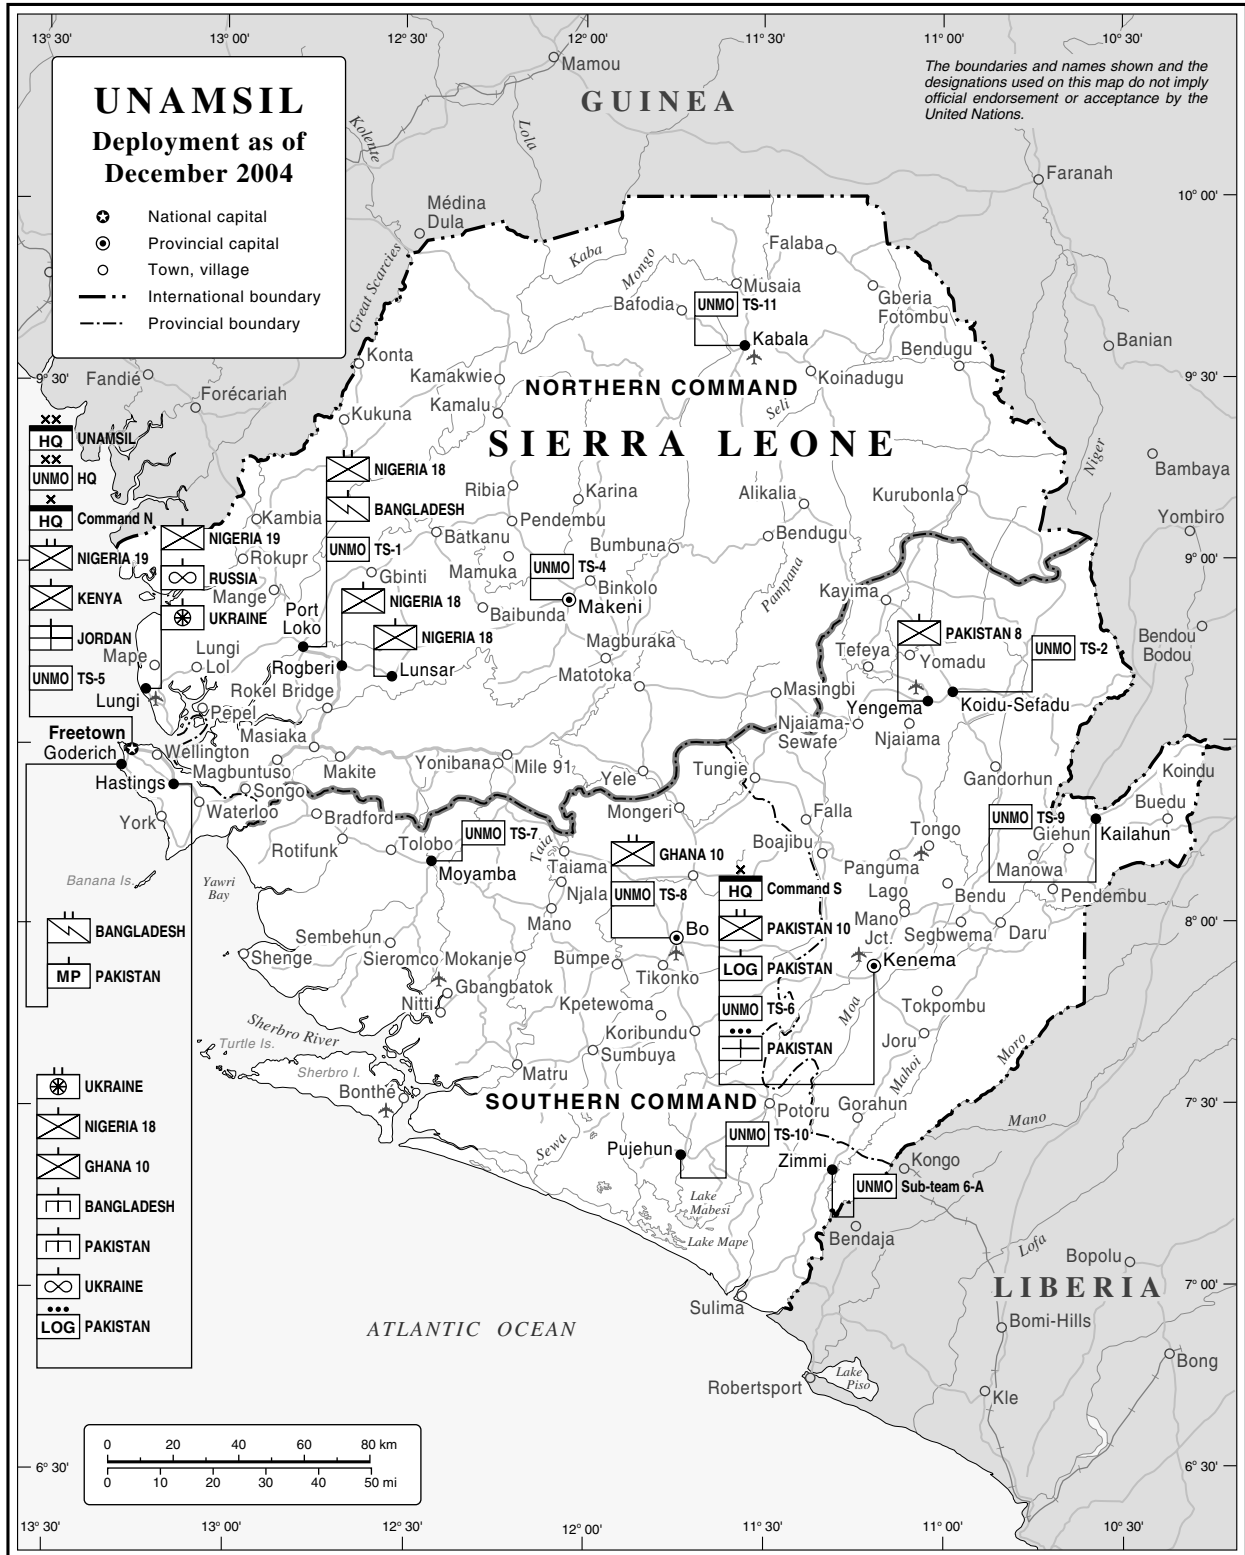 13° 30'
13° 00'
12° 30'
12° 00'
11° 30'
11° 00'
10° 30'
UNAMSIL
Deployment as of
December 2004
National capital
Provincial capital
Town, village
International boundary
Provincial boundary
The boundaries and names shown and the
designations used on this map do not imply
official endorsement or acceptance by the
United Nations.
Mamou
GUINEA
Kolente
Lola
Faranah
10° 00'
Médina
Dula
Falaba
Kaba
Mongo
Great Scarcies
Musaia
Bafodia
UNMO TS-11
Gberia
Fotombu
Kabala
Banian
Konta
Bendugu
Fandié
9° 30'
Kamakwie
Koinadugu
9° 30'
Forécariah
NORTHERN COMMAND
Kamalu
Kukuna
Seli
SIERRA LEONE
HQ UNAMSIL
UNMO HQ
HQ Command N
NIGERIA 19
KENYA
JORDAN
UNMO TS-5
NIGERIA 18
BANGLADESH
UNMO TS-1
Niger
Bambaya
Ribia
Karina
Alikalia
Kurubonla
Yombiro
Kambia
Pendembu
NIGERIA 19
RUSSIA
UKRAINE
Rokupr
Batkanu
Bumbuna
Bendugu
9° 00'
Mamuka
UNMO TS-4
Gbinti
Binkolo
Pampana
Mange
NIGERIA 18
Baibunda
Makeni
Kayima
Port
Loko
NIGERIA 18
Magburaka
PAKISTAN 8
UNMO TS-2
Bendou
Bodou
Mape
Lungi
Lol
Rogberi
Lunsar
Matotoka
Tefeya
Yomadu
Lungi
Rokel Bridge
Masingbi
Yengema
Koidu-Sefadu
Pepel
Njaiama-
Sewafe
Njaiama
Freetown
Masiaka
Goderich
Wellington
Yonibana
Mile 91
Tungie
Magbuntuso
Makite
Yele
Gandorhun
Koindu
Hastings
Songo
Buedu
Waterloo
Bradford
Mongeri
Falla
UNMO TS-9
York
UNMO TS-7
Tongo
Giehun
Kailahun
Rotifunk
Tolobo
Taia
Boajibu
Taiama
GHANA 10
Panguma
Manowa
Moyamba
Banana Is.
Yawri
Bay
Njala
UNMO TS-8
HQ Command S
PAKISTAN 10
LOG PAKISTAN
UNMO TS-6
PAKISTAN
Lago
Bendu
Pendembu
Mano
Mano
Jct.
Segbwema
Daru
8° 00'
BANGLADESH
MP PAKISTAN
Bo
Sembehun
Shenge
Sieromco
Mokanje
Bumpe
Tikonko
Kenema
Gbangbatok
Nitti
Kpetewoma
Tokpombu
Moa
Sherbro River
Koribundu
Joru
Turtle Is.
Sumbuya
Moro
Sherbro I.
Matru
Mahoi
Bonthe
SOUTHERN COMMAND
Potoru
Gorahun
7° 30'
Mano
UKRAINE
NIGERIA 18
GHANA 10
BANGLADESH
PAKISTAN
UKRAINE
LOG PAKISTAN
UNMO TS-10
Sewa
Pujehun
Zimmi
Kongo
UNMO Sub-team 6-A
Lake
Mabesi
Lake Mape
Bendaja
Lofa
Bopolu
LIBERIA
7° 00'
Sulima
ATLANTIC OCEAN
Bomi-Hills
Bong
Robertsport
Lake
Piso
Kle
0 20 40 60 80 km
0 10 20 30 40 50 mi
6° 30'
6° 30'
13° 30'
13° 00'
12° 30'
12° 00'
11° 30'
11° 00'
10° 30'